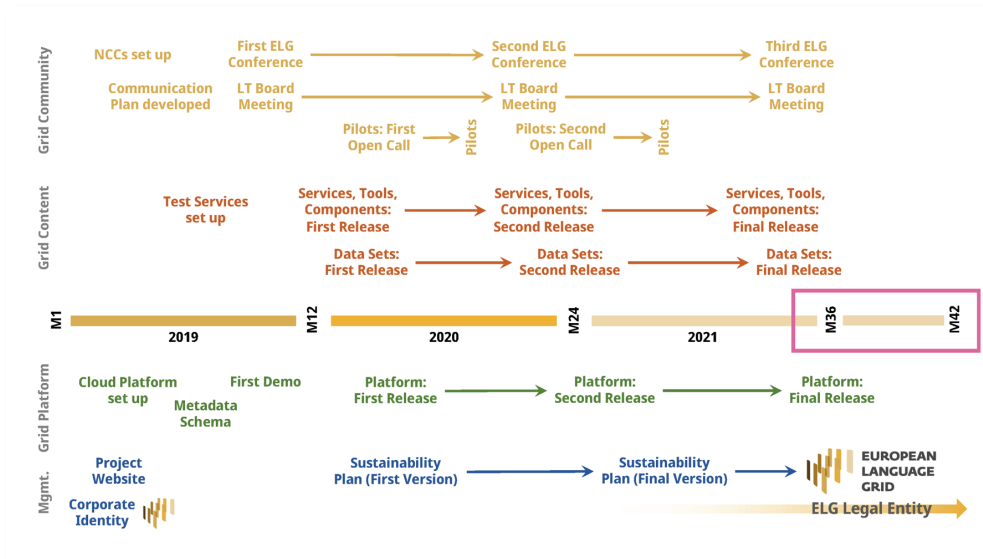 Grid Community
NCCs set up
First ELG
Conference
Second ELG
Conference
Third ELG
Conference
Communication
Plan developed
LT Board
Meeting
LT Board
Meeting
LT Board
Meeting
Pilots: First
Open Call
Pilots
Pilots: Second
Open Call
Pilots
Grid Content
Test Services
set up
Services, Tools,
Components:
First Release
Services, Tools,
Components:
Second Release
Services, Tools,
Components:
Final Release
Data Sets:
First Release
Data Sets:
Second Release
Data Sets:
Final Release
M1
2019
M12
2020
M24
2021
M36
M42
Grid Platform
Cloud Platform
set up
First Demo
Metadata
Schema
Platform:
First Release
Platform:
Second Release
Platform:
Final Release
Mgmt.
Project
Website
Sustainability
Plan (First Version)
Sustainability
Plan (Final Version)
EUROPEAN
LANGUAGE
GRID
Corporate
Identity
ELG Legal Entity